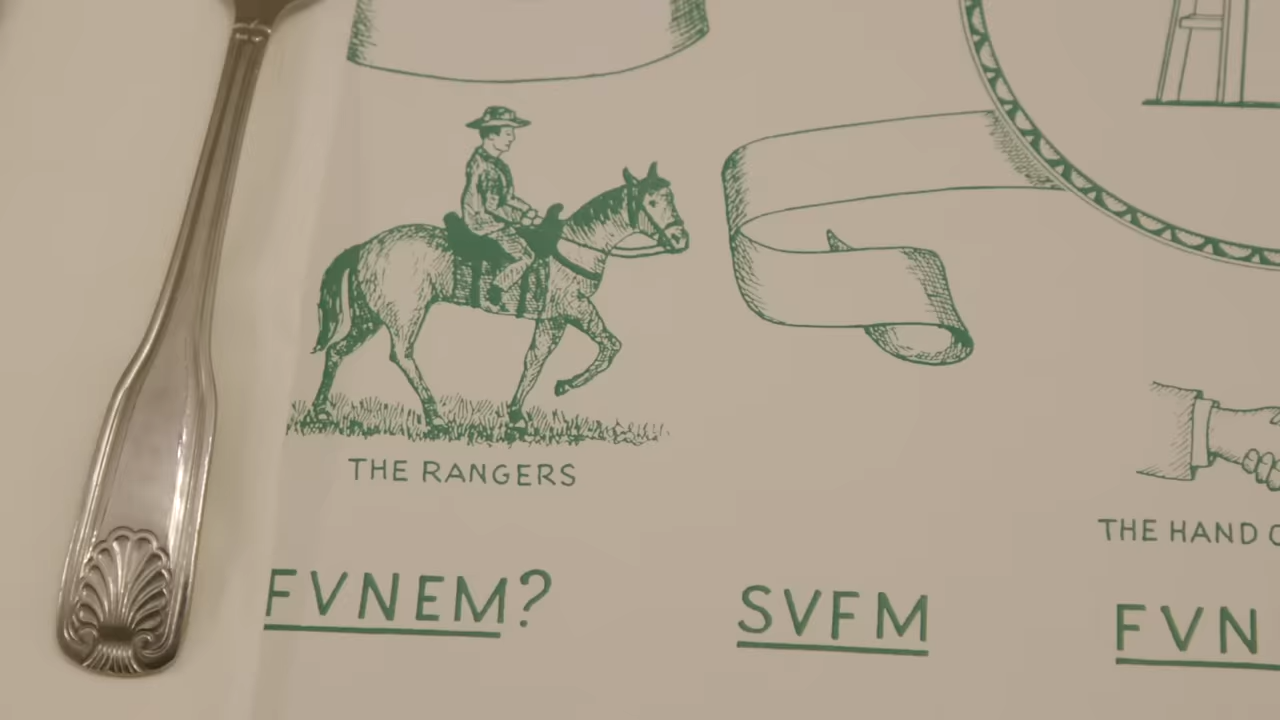 THE RANGERS
THE HAND
FVNEM?
SVFM
FVN